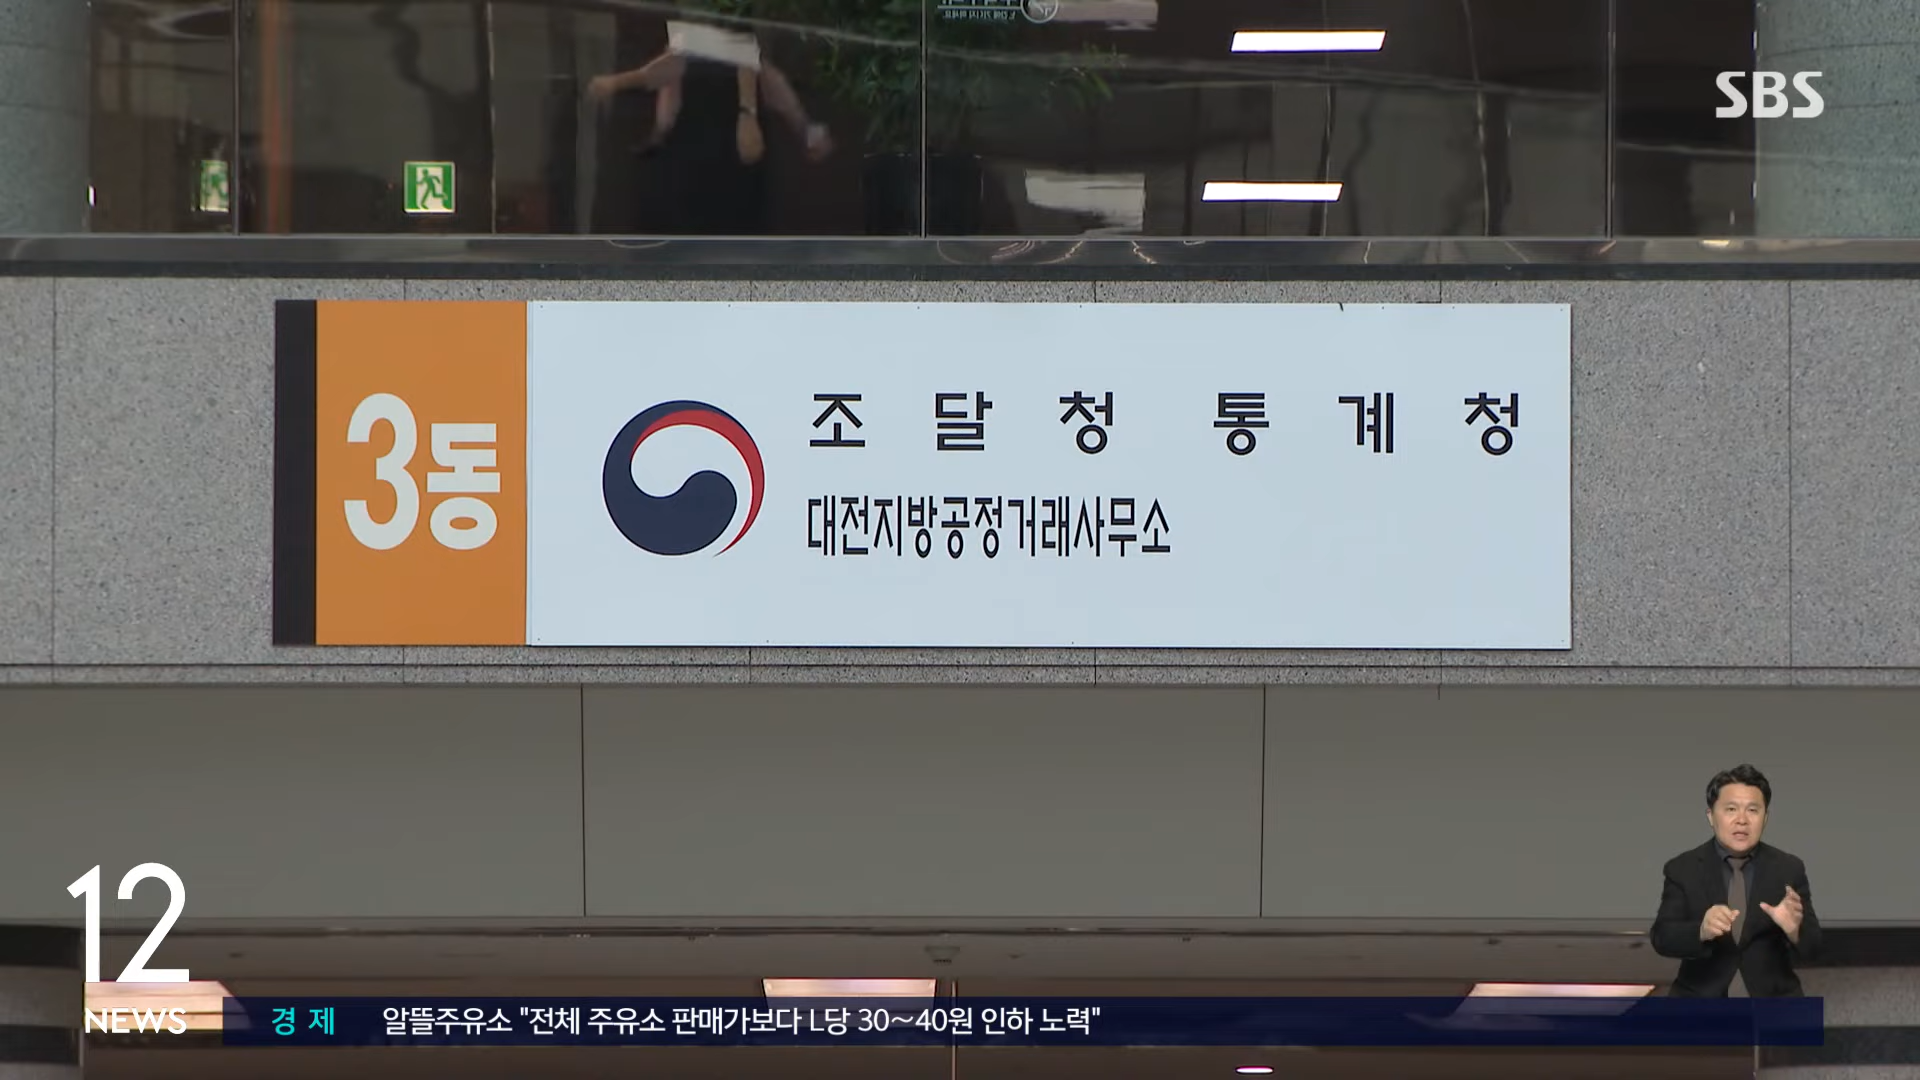 SBS
3동
조달청 통계청
대전지방공정거래사무소
12
NEWS
경제 알뜰주유소 "전체 주유소 판매가보다 L당 30~40원 인하 노력"